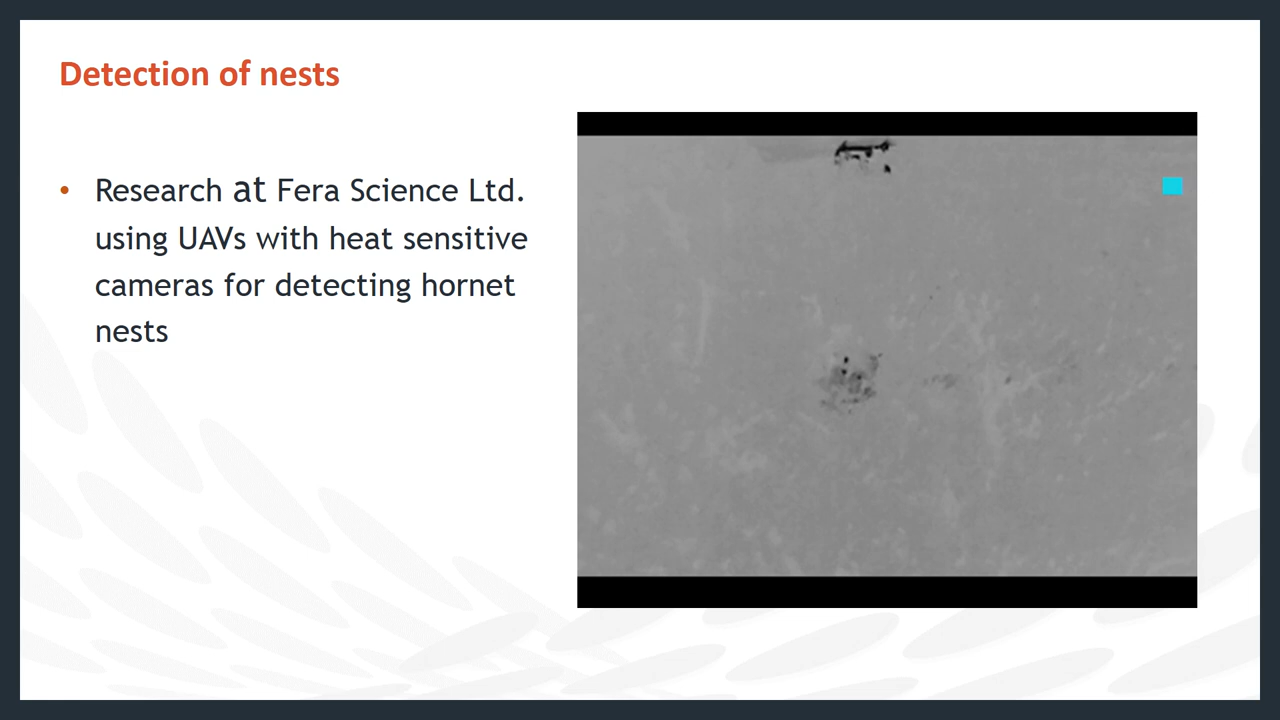 Detection of nests
• Research at Fera Science Ltd.
using UAVs with heat sensitive
cameras for detecting hornet
nests